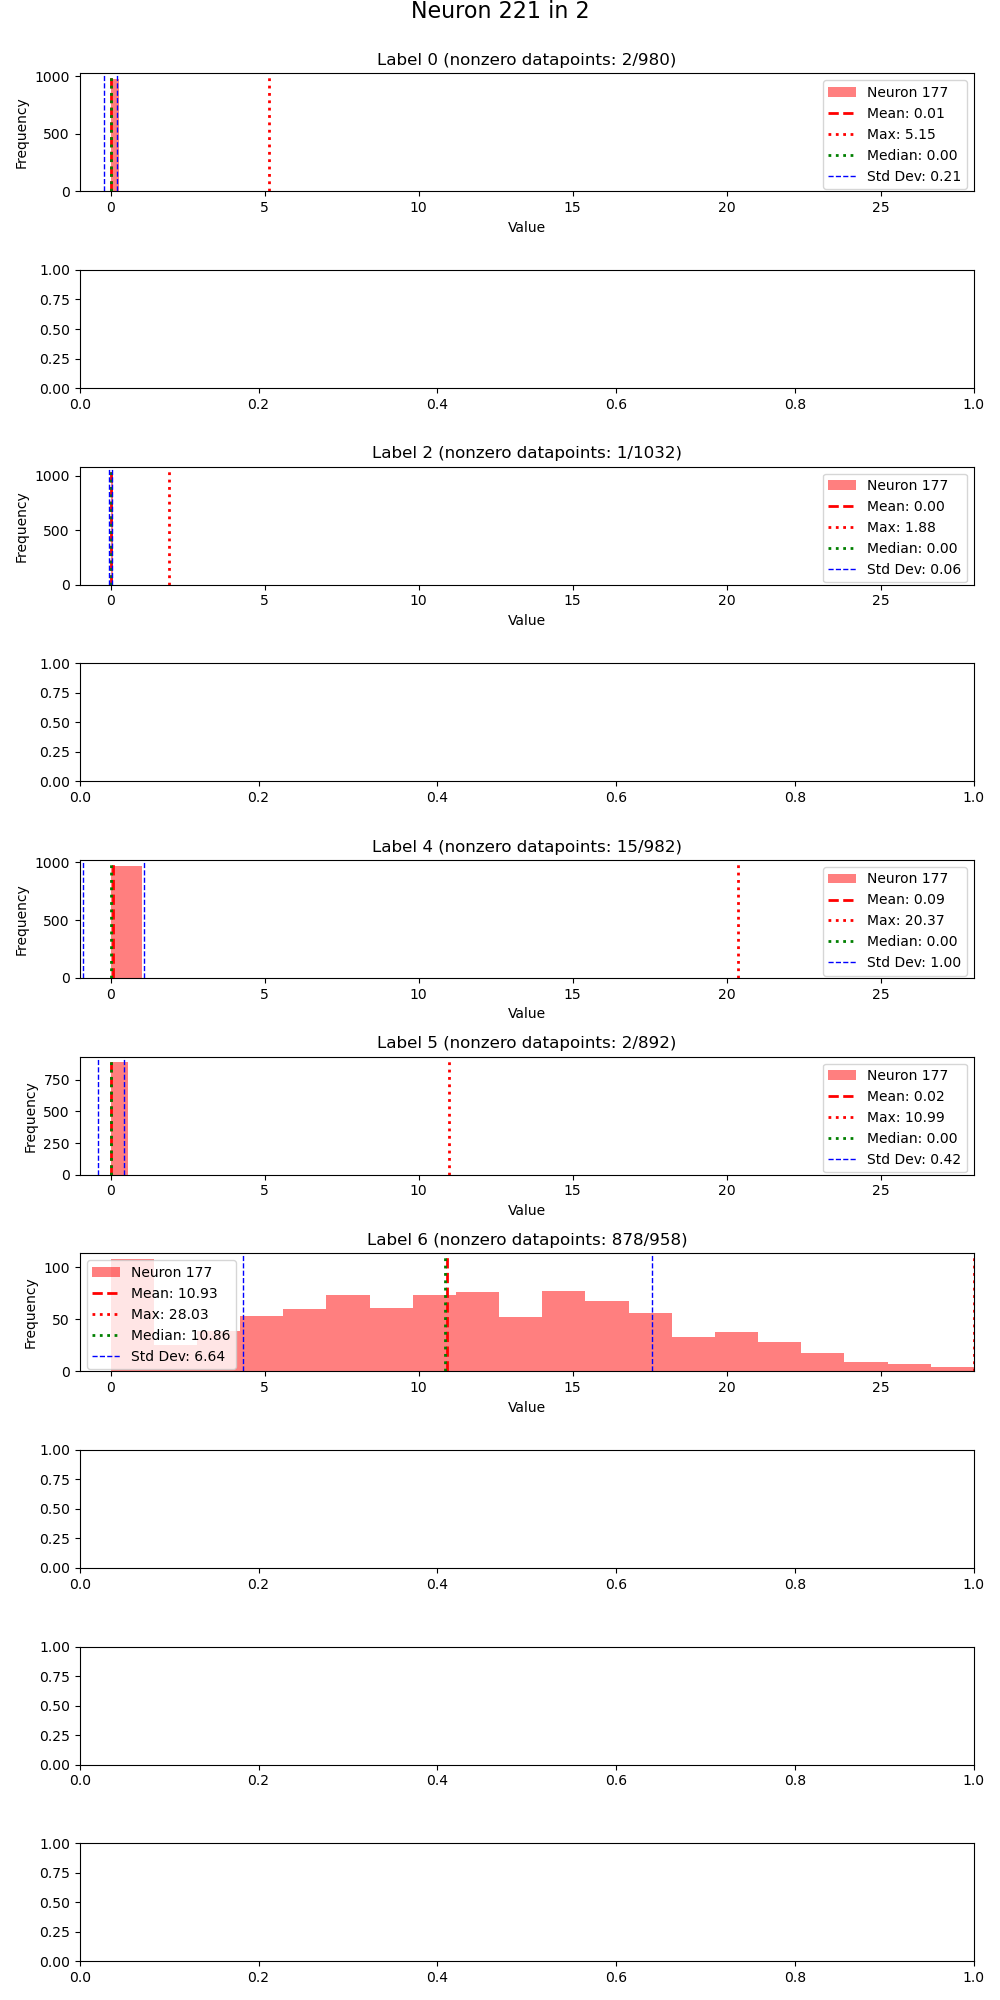 Neuron 221 in 2
Label 0 (nonzero datapoints: 2/980)
Frequency
1000
500
0
Neuron 177
Mean: 0.01
Max: 5.15
Median: 0.00
Std Dev: 0.21
0 5 10 15 20 25
Value
1.00
0.75
0.50
0.25
0.00
0.0 0.2 0.4 0.6 0.8 1.0
Label 2 (nonzero datapoints: 1/1032)
Frequency
1000
500
0
Neuron 177
Mean: 0.00
Max: 1.88
Median: 0.00
Std Dev: 0.06
0 5 10 15 20 25
Value
1.00
0.75
0.50
0.25
0.00
0.0 0.2 0.4 0.6 0.8 1.0
Label 4 (nonzero datapoints: 15/982)
Frequency
1000
500
0
Neuron 177
Mean: 0.09
Max: 20.37
Median: 0.00
Std Dev: 1.00
0 5 10 15 20 25
Value
Label 5 (nonzero datapoints: 2/892)
Frequency
750
500
250
0
Neuron 177
Mean: 0.02
Max: 10.99
Median: 0.00
Std Dev: 0.42
0 5 10 15 20 25
Value
Label 6 (nonzero datapoints: 878/958)
Frequency
100
50
0
Neuron 177
Mean: 10.93
Max: 28.03
Median: 10.86
Std Dev: 6.64
0 5 10 15 20 25
Value
1.00
0.75
0.50
0.25
0.00
0.0 0.2 0.4 0.6 0.8 1.0
1.00
0.75
0.50
0.25
0.00
0.0 0.2 0.4 0.6 0.8 1.0
1.00
0.75
0.50
0.25
0.00
0.0 0.2 0.4 0.6 0.8 1.0